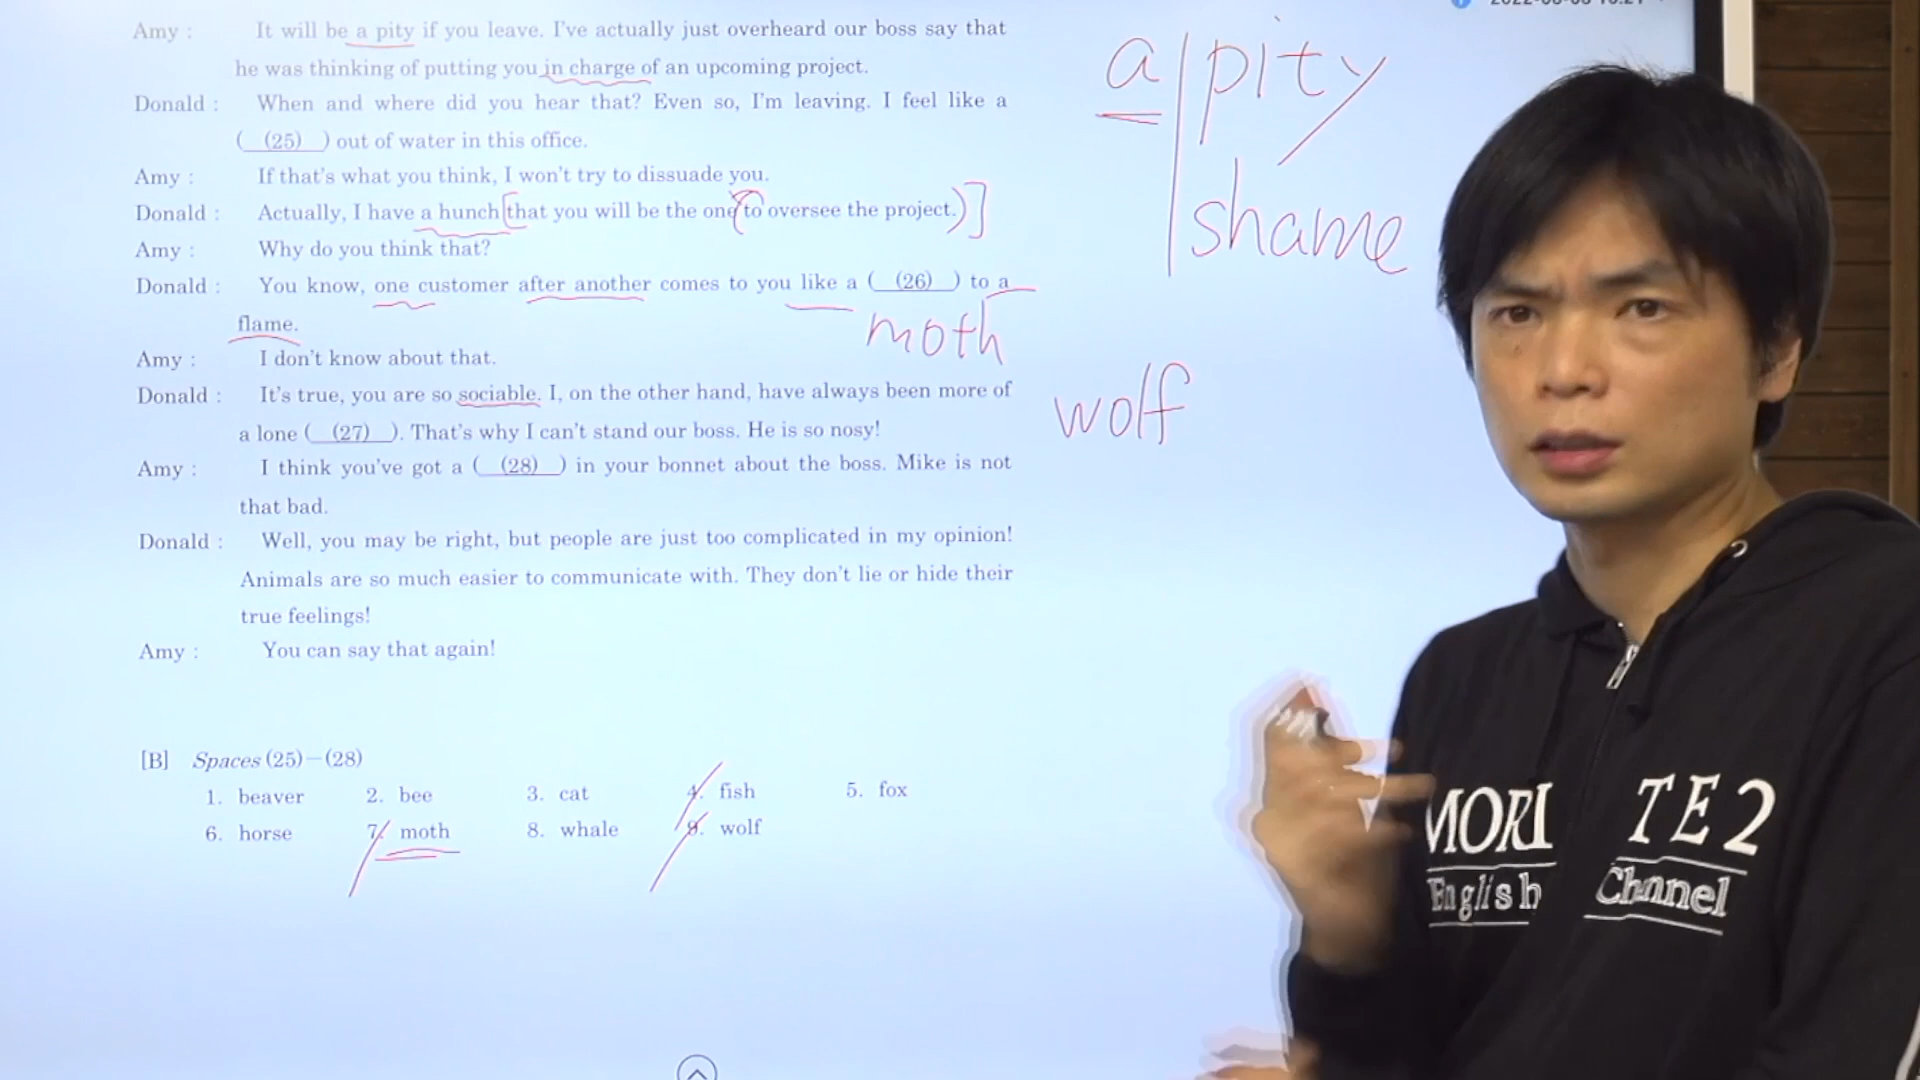 Amy : It will be a pity if you leave. I've actually just overheard our boss say that
he was thinking of putting you in charge of an upcoming project.
Donald : When and where did you hear that? Even so, I'm leaving. I feel like a
( (25) ) out of water in this office.
Amy : If that's what you think, I won't try to dissuade you.
Donald : Actually, I have a hunch [that you will be the one (to oversee the project.)]
Amy : Why do you think that?
Donald : You know, one customer after another comes to you like a ( (26) ) to a
flame.
moth
Amy : I don't know about that.
Donald : It's true, you are so sociable. I, on the other hand, have always been more of
a lone ( (27) ). That's why I can't stand our boss. He is so nosy!
Amy : I think you've got a ( (28) ) in your bonnet about the boss. Mike is not
that bad.
Donald : Well, you may be right, but people are just too complicated in my opinion!
Animals are so much easier to communicate with. They don't lie or hide their
true feelings!
Amy : You can say that again!
[B] Spaces (25)−(28)
1. beaver 2. bee 3. cat 4. fish 5. fox
6. horse 7. moth 8. whale 9. wolf
a pity
shame
wolf
MORI TE2
English Channel